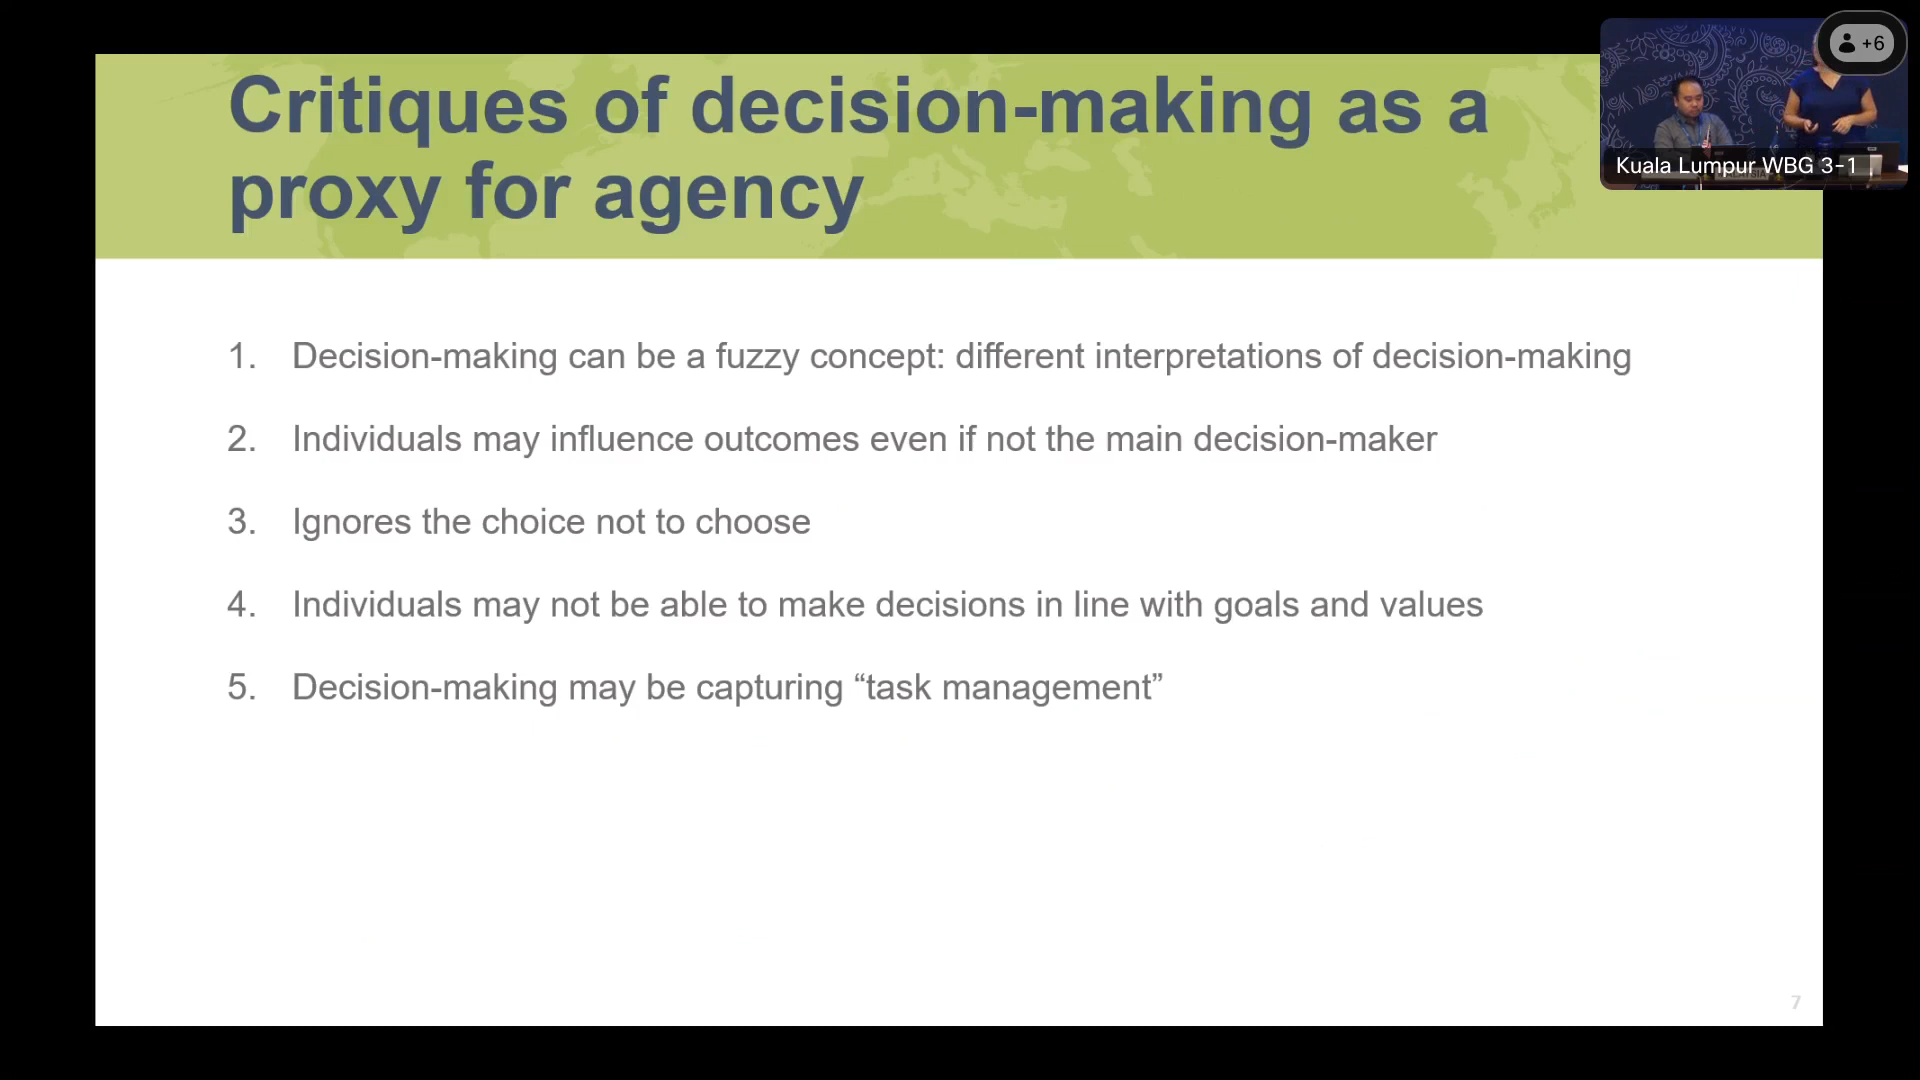 Critiques of decision-making as a
proxy for agency
+6
Kuala Lumpur WBG 3-1
1. Decision-making can be a fuzzy concept: different interpretations of decision-making
2. Individuals may influence outcomes even if not the main decision-maker
3. Ignores the choice not to choose
4. Individuals may not be able to make decisions in line with goals and values
5. Decision-making may be capturing “task management”
7